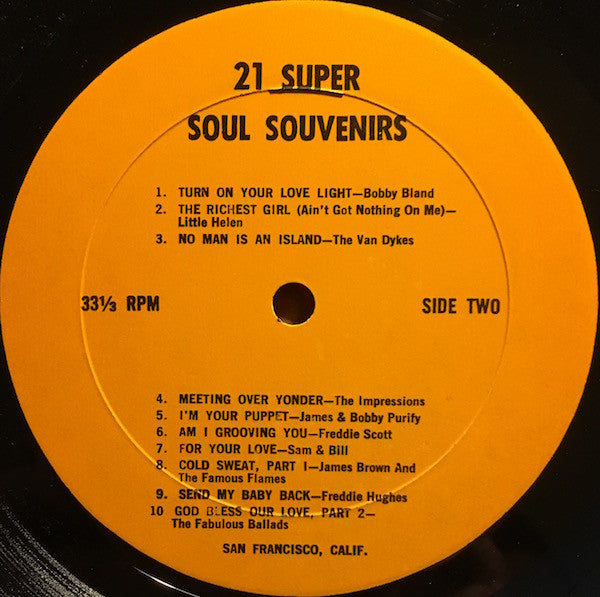 21 SUPER
SOUL SOUVENIRS
1. TURN ON YOUR LOVE LIGHT—Bobby Bland
2. THE RICHEST GIRL (Ain't Got Nothing On Me)—
Little Helen
3. NO MAN IS AN ISLAND—The Van Dykes
33⅓ RPM
SIDE TWO
4. MEETING OVER YONDER—The Impressions
5. I'M YOUR PUPPET—James & Bobby Purify
6. AM I GROOVING YOU—Freddie Scott
7. FOR YOUR LOVE—Sam & Bill
8. COLD SWEAT, PART I—James Brown And
The Famous Flames
9. SEND MY BABY BACK—Freddie Hughes
10 GOD BLESS OUR LOVE, PART 2—
The Fabulous Ballads
SAN FRANCISCO, CALIF.